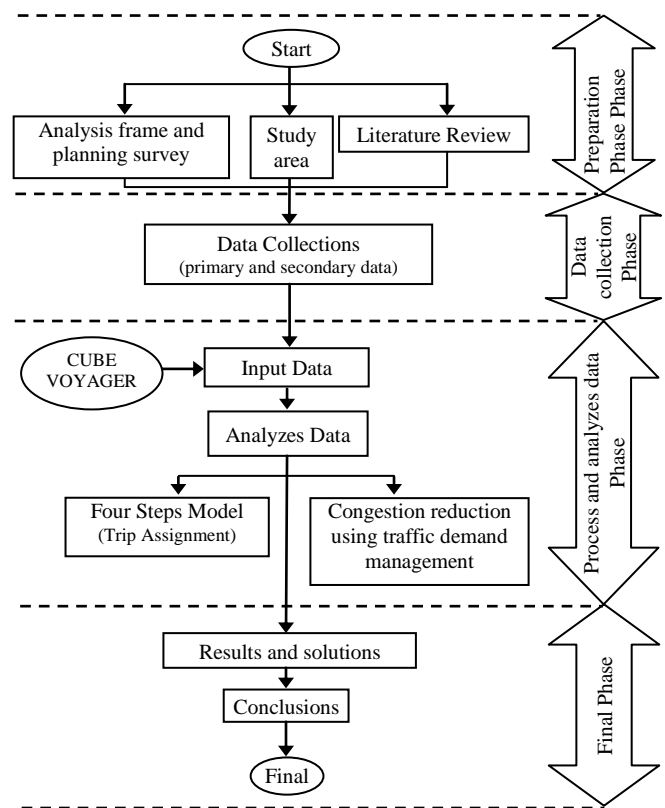 Start
Analysis frame and
planning survey
Study
area
Literature Review
Preparation
Phase Phase
Data Collections
(primary and secondary data)
Data
collection
Phase
CUBE
VOYAGER
Input Data
Analyzes Data
Four Steps Model
(Trip Assignment)
Congestion reduction
using traffic demand
management
Process and analyzes data
Phase
Results and solutions
Conclusions
Final
Final Phase